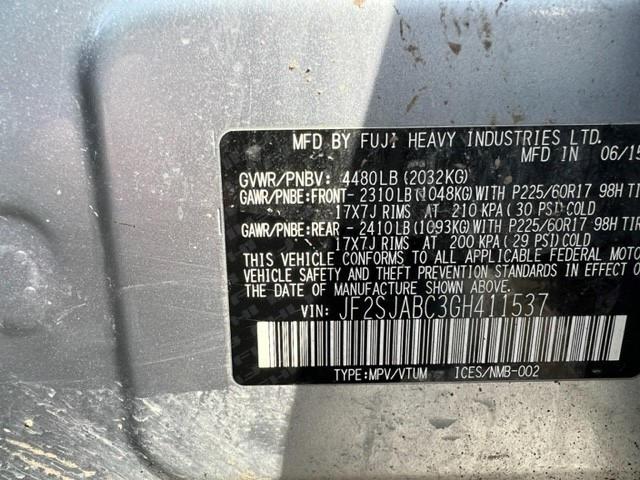 MFD BY FUJI HEAVY INDUSTRIES LTD.
MFD IN 06/15
GVWR/PNBV: 4480LB(2032KG)
GAWR/PNBE:FRONT- 2310LB(1048KG)WITH P225/60R17 98H TIR
17X7J RIMS AT 210 KPA(30 PSI)COLD
GAWR/PNBE:REAR - 2410LB(1093KG)WITH P225/60R17 98H TIR
17X7J RIMS AT 200 KPA(29 PSI)COLD
THIS VEHICLE CONFORMS TO ALL APPLICABLE FEDERAL MOTO
VEHICLE SAFETY AND THEFT PREVENTION STANDARDS IN EFFECT O
THE DATE OF MANUFACTURE SHOWN ABOVE.
VIN: JF2SJABC3GH411537
TYPE:MPV/VTUM ICES/NMB-002